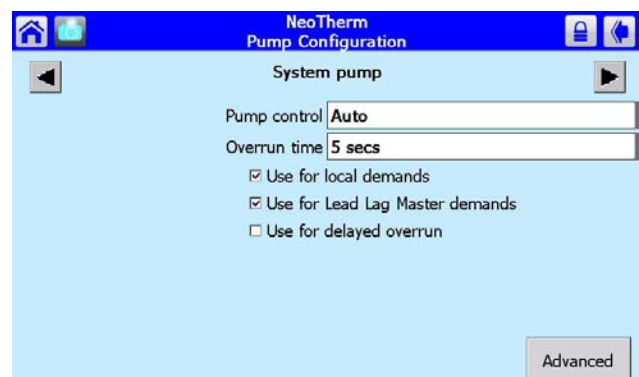 NeoTherm
Pump Configuration
System pump
Pump control Auto
Overrun time 5 secs
Use for local demands
Use for Lead Lag Master demands
Use for delayed overrun
Advanced